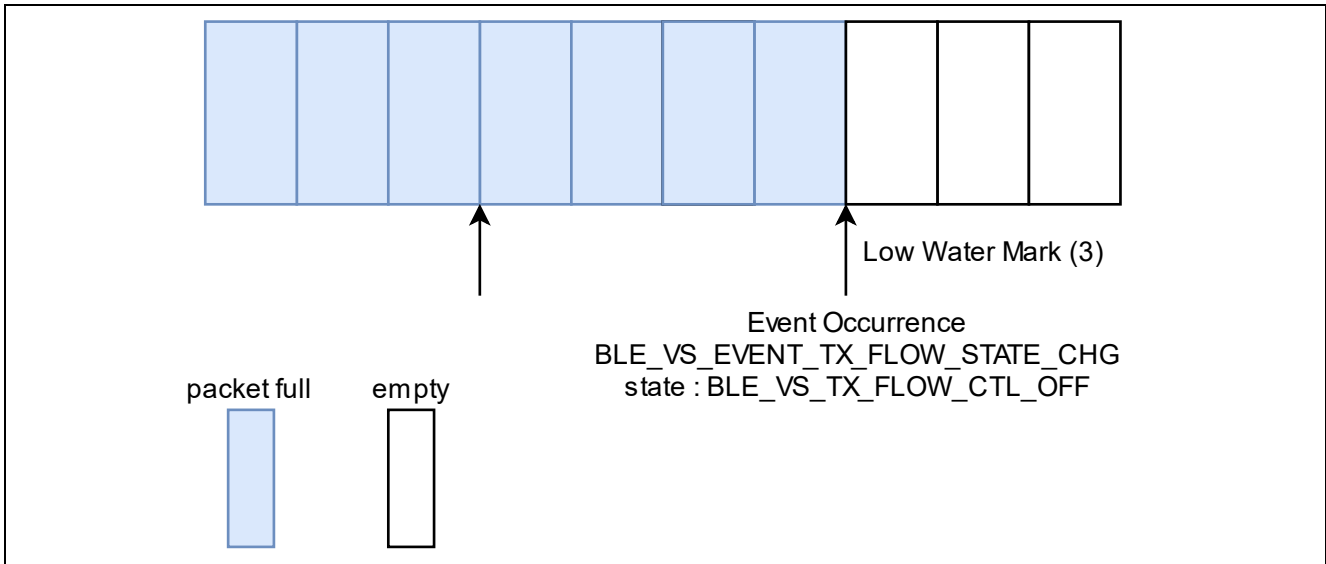 Low Water Mark (3)
Event Occurrence
BLE_VS_EVENT_TX_FLOW_STATE_CHG
state : BLE_VS_TX_FLOW_CTL_OFF
packet full
empty